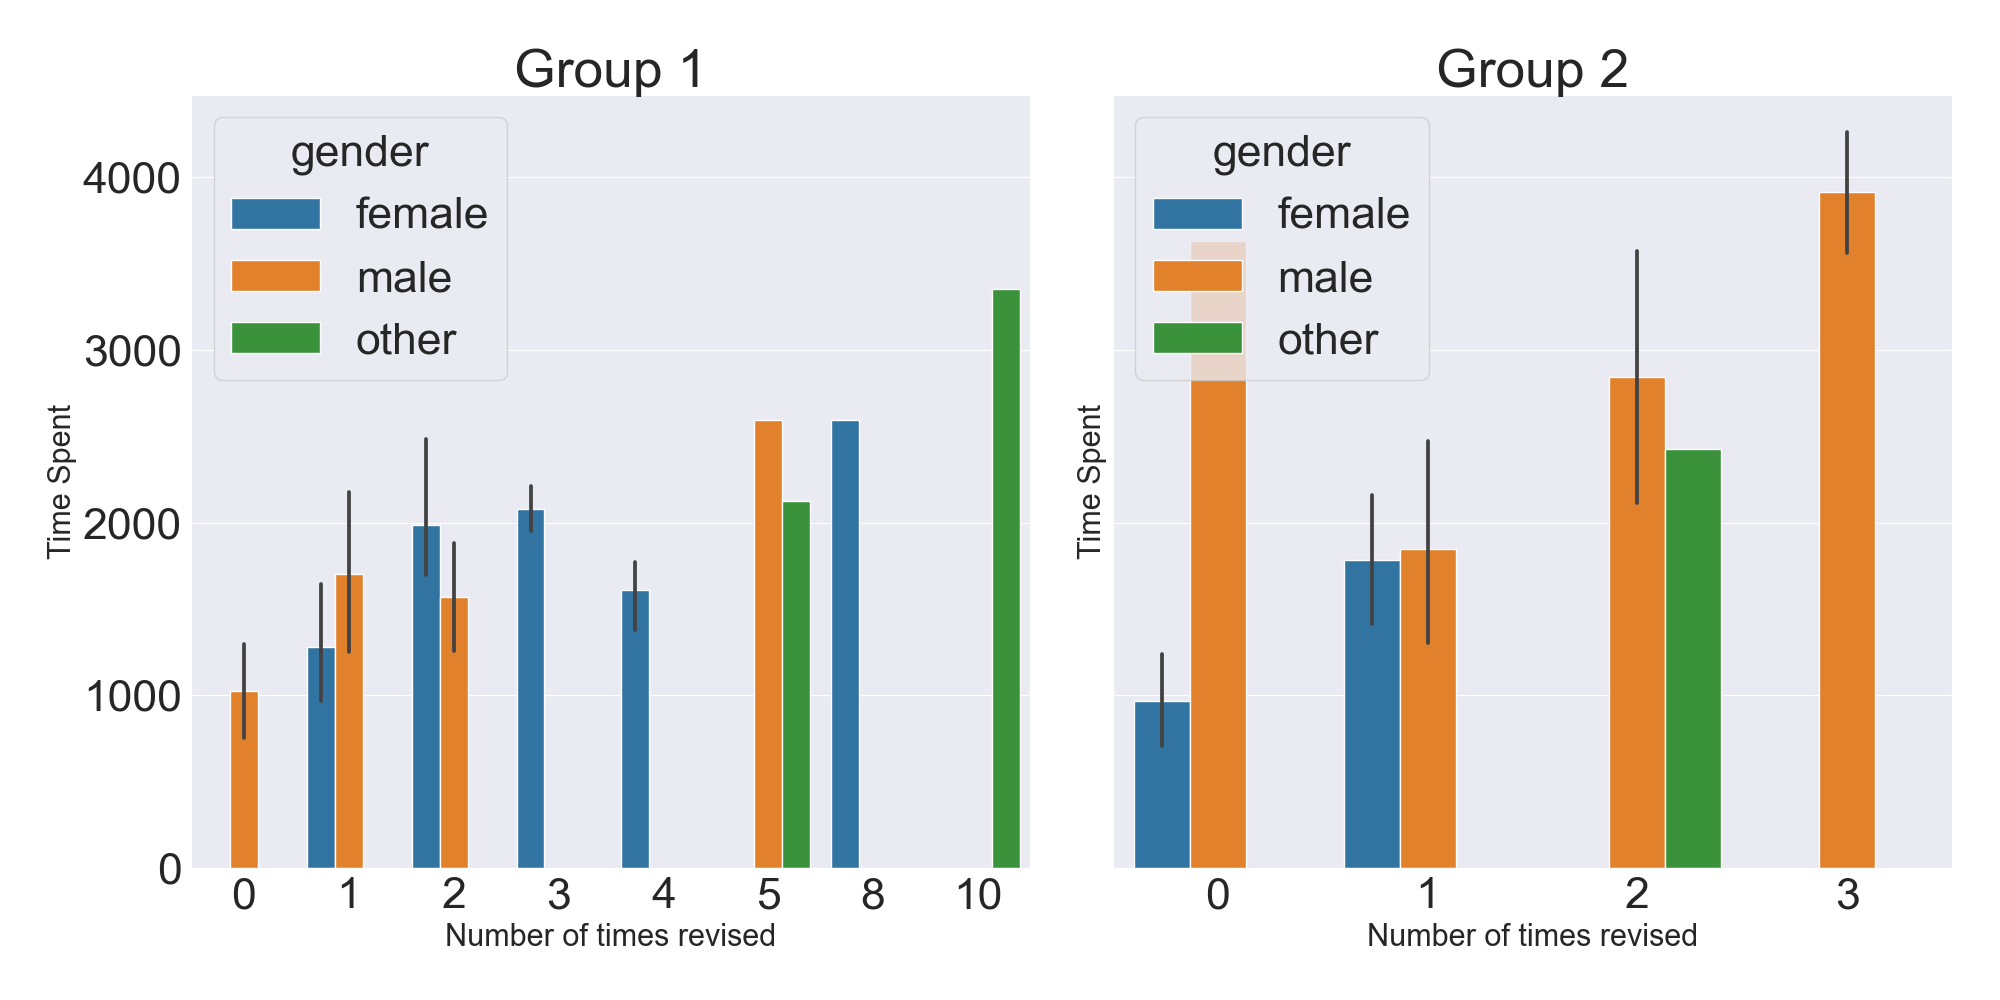 Group 1
gender
female
male
other
4000
3000
2000
1000
0
Time Spent
0 1 2 3 4 5 8 10
Number of times revised
Group 2
gender
female
male
other
Time Spent
0 1 2 3
Number of times revised